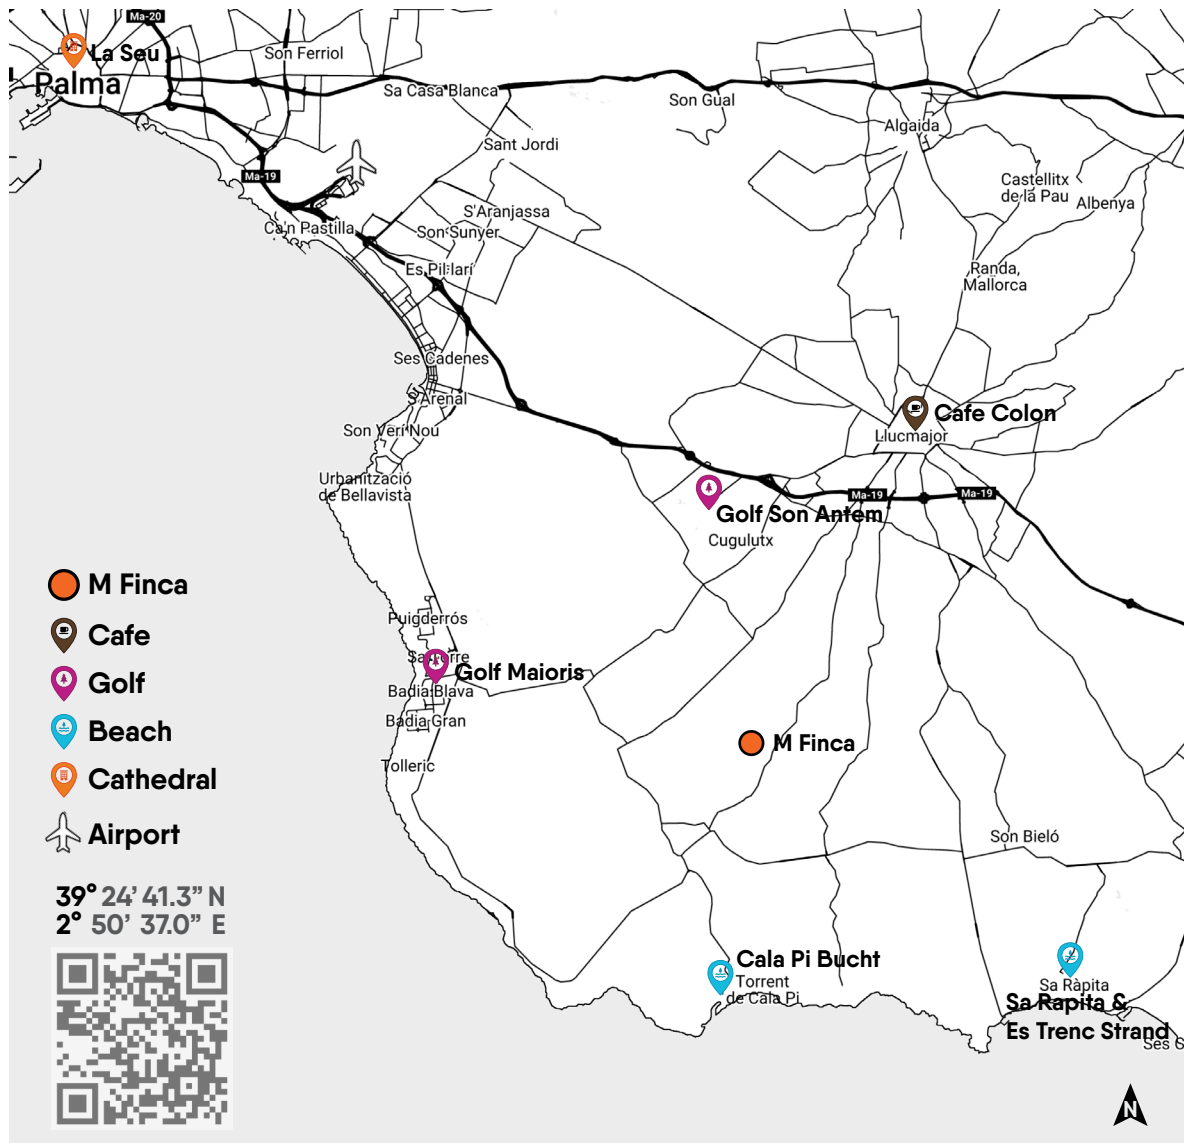 Ma-20
La Seu
Palma
Son Ferriol
Sa Casa Blanca
Son Gual
Algaida
Sant Jordi
Ma-19
Castellitx
de la Pau
Albenya
S'Aranjassa
Ca'n Pastilla
Son Sunyer
Es Pil·larí
Randa,
Mallorca
Ses Cadenes
S'Arenal
Cafe Colon
Son Verí Nou
Llucmajor
Urbanització
de Bellavista
Ma-19
Ma-19
Golf Son Antem
Cugulutx
M Finca
Cafe
Golf
Beach
Cathedral
Airport
Puigderrós
Sa Torre
Golf Maioris
Badia Blava
Badia Gran
M Finca
Tolleric
Son Bieló
39° 24' 41.3” N
2° 50' 37.0” E
Cala Pi Bucht
Torrent
de Cala Pi
Sa Ràpita
Sa Rapita &
Es Trenc Strand
Ses
N